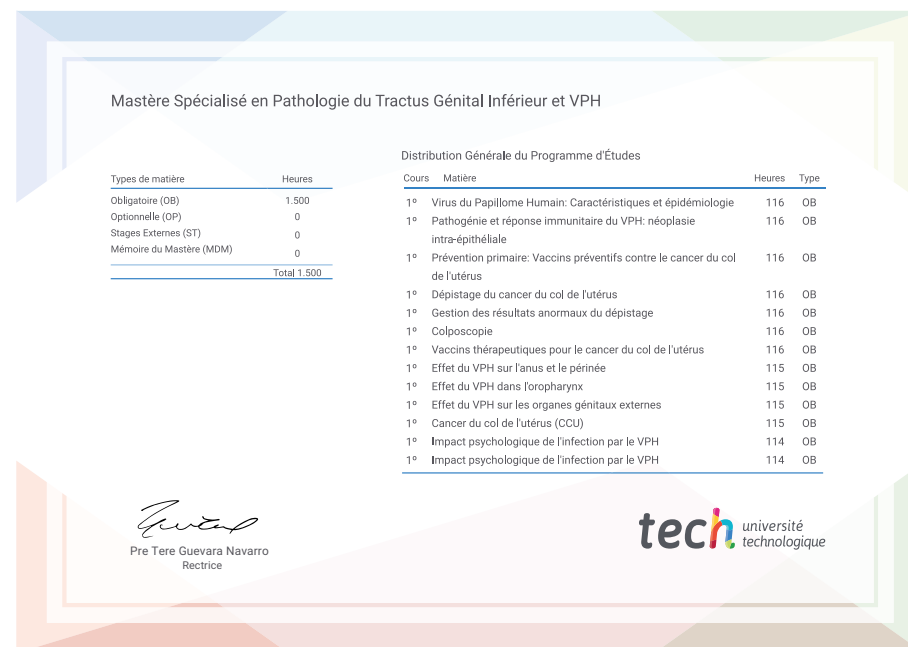 Mastère Spécialisé en Pathologie du Tractus Génital Inférieur et VPH
Types de matière Heures
Obligatoire (OB) 1.500
Optionnelle (OP) 0
Stages Externes (ST) 0
Mémoire du Mastère (MDM) 0
Total 1.500
Distribution Générale du Programme d'Études
Cours Matière Heures Type
1º Virus du Papillome Humain: Caractéristiques et épidémiologie 116 OB
1º Pathogénie et réponse immunitaire du VPH: néoplasie 116 OB
intra-épithéliale
1º Prévention primaire: Vaccins préventifs contre le cancer du col 116 OB
de l'utérus
1º Dépistage du cancer du col de l'utérus 116 OB
1º Gestion des résultats anormaux du dépistage 116 OB
1º Colposcopie 116 OB
1º Vaccins thérapeutiques pour le cancer du col de l'utérus 116 OB
1º Effet du VPH sur l'anus et le périnée 115 OB
1º Effet du VPH dans l'oropharynx 115 OB
1º Effet du VPH sur les organes génitaux externes 115 OB
1º Cancer du col de l'utérus (CCU) 115 OB
1º Impact psychologique de l'infection par le VPH 114 OB
1º Impact psychologique de l'infection par le VPH 114 OB
Pre Tere Guevara Navarro
Rectrice
tech université
technologique